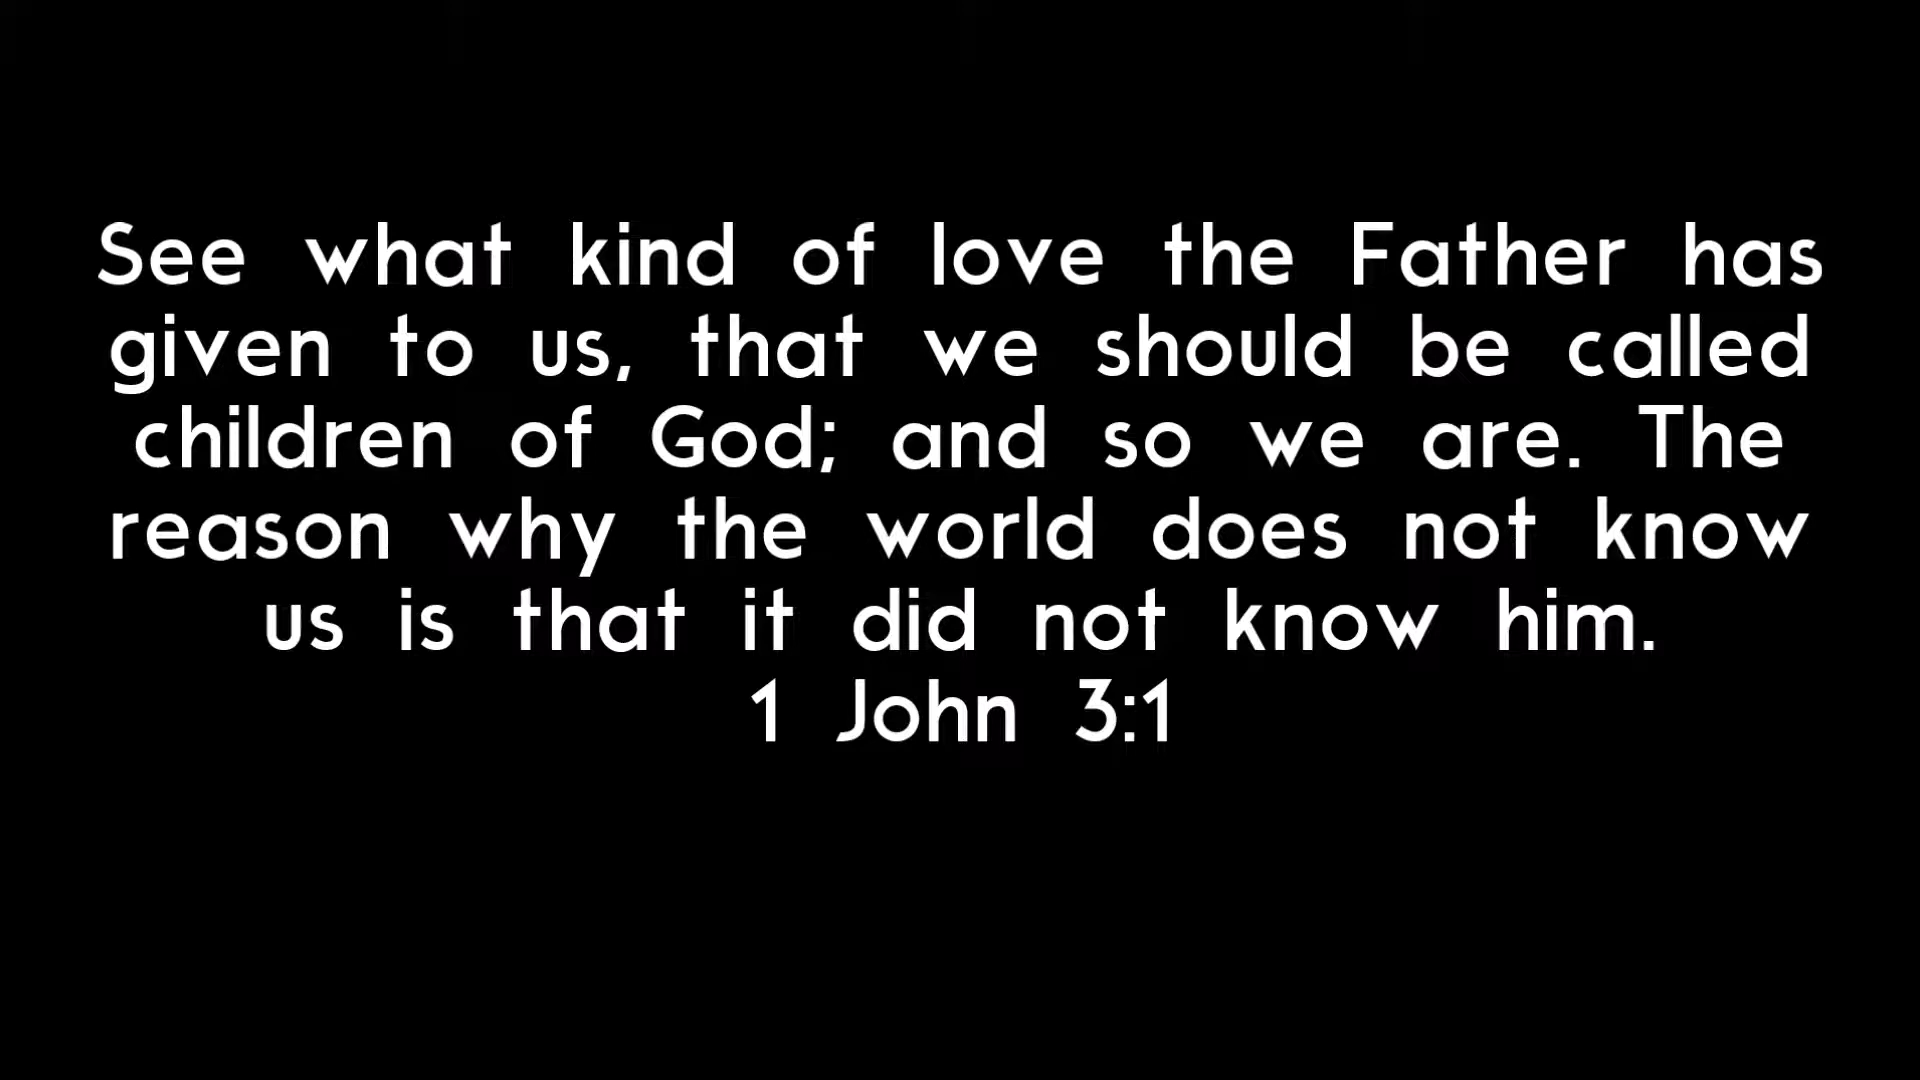 See what kind of love the Father has
given to us, that we should be called
children of God; and so we are. The
reason why the world does not know
us is that it did not know him.
1 John 3:1